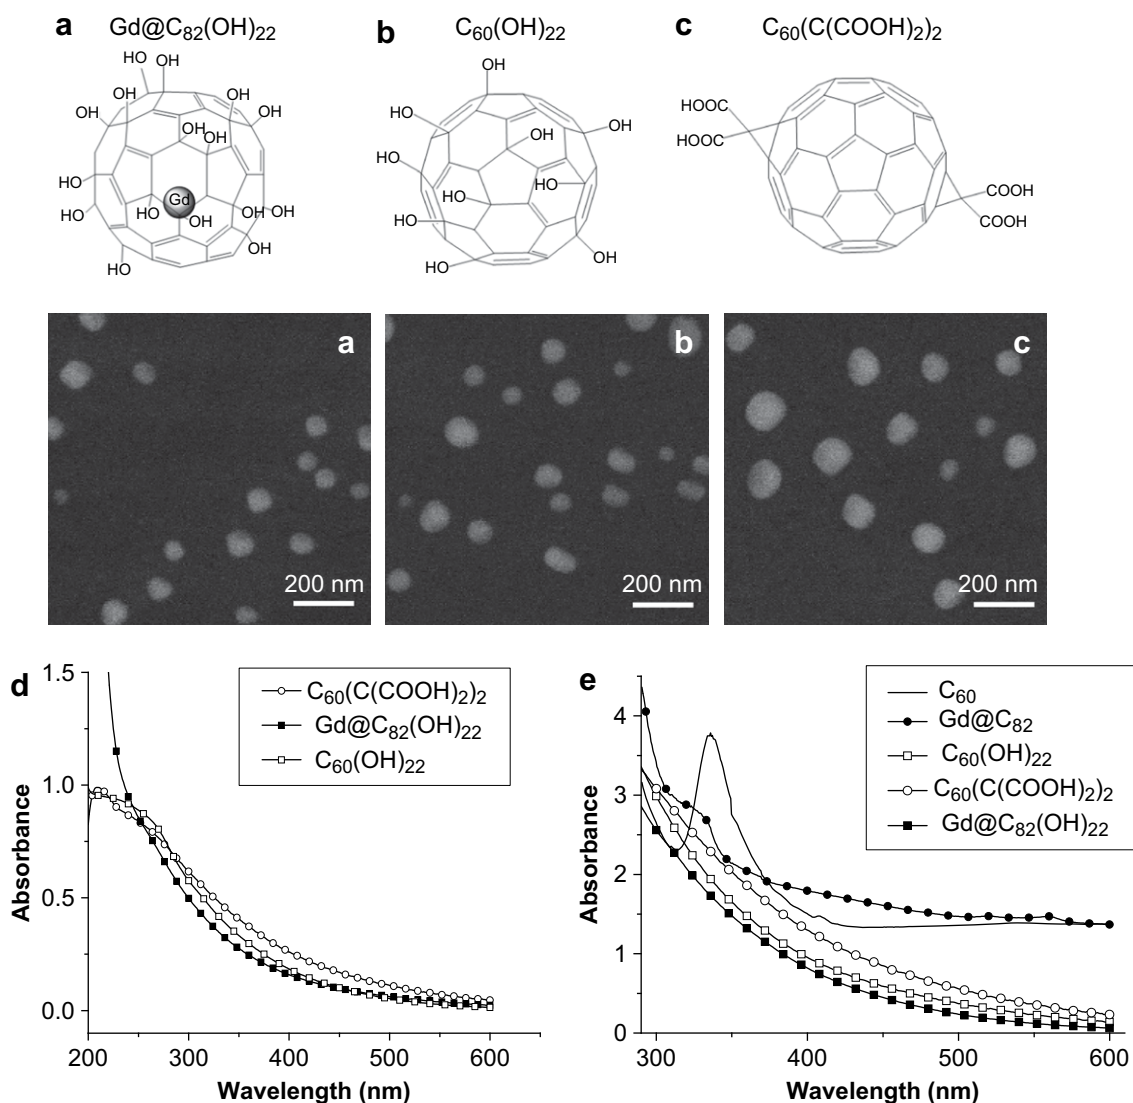 a Gd@C82(OH)22
b C60(OH)22
c C60(C(COOH)2)2
HO OH
OH OH
OH OH
OH OH
HO
HO
HO OH
OH OH
OH
HO
Gd
OH
HO OH
OH
HO
HO
HO
HO
OH
HO
HOOC
HOOC
COOH
COOH
a
200 nm
b
200 nm
c
200 nm
d
C60(C(COOH)2)2
Gd@C82(OH)22
C60(OH)22
1.5
1.0
0.5
0.0
200 300 400 500 600
Absorbance
Wavelength (nm)
e
C60
Gd@C82
C60(OH)22
C60(C(COOH)2)2
Gd@C82(OH)22
4
3
2
1
0
300 400 500 600
Absorbance
Wavelength (nm)